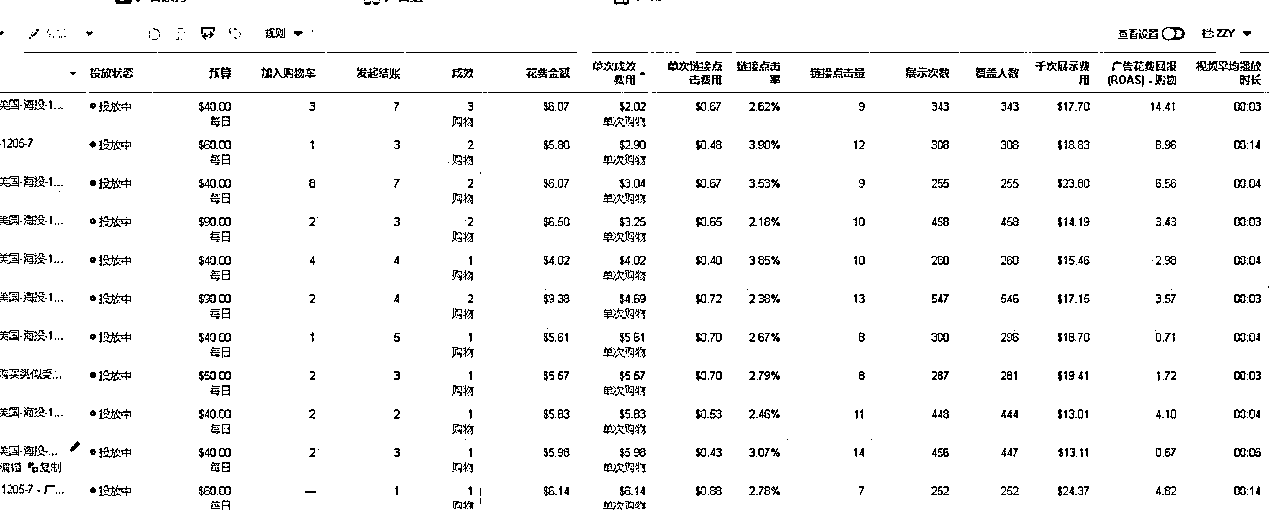 规则
查看设置 栏: ZZY
投放状态 预算 加入购物车 发起结账 成效 花费金额 单次成效费用 单次链接点击费用 链接点击率 链接点击量 展示次数 覆盖人数 千次展示费用 广告花费回报 (ROAS) - 购物 视频平均播放时长
美国-海投-1... 投放中 $40.00 3 7 3 $6.07 $2.02 $0.67 2.62% 9 343 343 $17.70 14.41 00:03
每日 购物 单次购物
-1205-7 投放中 $60.00 1 3 2 $5.80 $2.90 $0.48 3.90% 12 308 308 $18.83 8.96 00:14
每日 购物 单次购物
美国-海投-1... 投放中 $40.00 8 7 2 $6.07 $3.04 $0.67 3.53% 9 255 255 $23.80 6.56 00:04
每日 购物 单次购物
美国-海投-1... 投放中 $90.00 2 3 2 $6.50 $3.25 $0.65 2.18% 10 458 458 $14.19 3.43 00:03
每日 购物 单次购物
美国-海投-1... 投放中 $40.00 4 4 1 $4.02 $4.02 $0.40 3.85% 10 260 260 $15.46 2.98 00:04
每日 购物 单次购物
美国-海投-1... 投放中 $90.00 2 4 2 $9.38 $4.69 $0.72 2.38% 13 547 546 $17.15 3.57 00:03
每日 购物 单次购物
美国-海投-1... 投放中 $40.00 1 5 1 $5.61 $5.61 $0.70 2.67% 8 300 296 $18.70 0.71 00:04
每日 购物 单次购物
购买类似受... 投放中 $50.00 2 3 1 $5.57 $5.57 $0.70 2.79% 8 287 281 $19.41 1.72 00:03
每日 购物 单次购物
美国-海投-1... 投放中 $40.00 2 2 1 $5.83 $5.83 $0.53 2.46% 11 448 444 $13.01 4.10 00:04
每日 购物 单次购物
美国-海投-... 投放中 $40.00 2 3 1 $5.98 $5.98 $0.43 3.07% 14 456 447 $13.11 0.67 00:06
编辑 复制 每日 购物 单次购物
1205-7 - 广... 投放中 $60.00 — 1 1 $6.14 $6.14 $0.88 2.78% 7 252 252 $24.37 4.82 00:14
每日 购物 单次购物